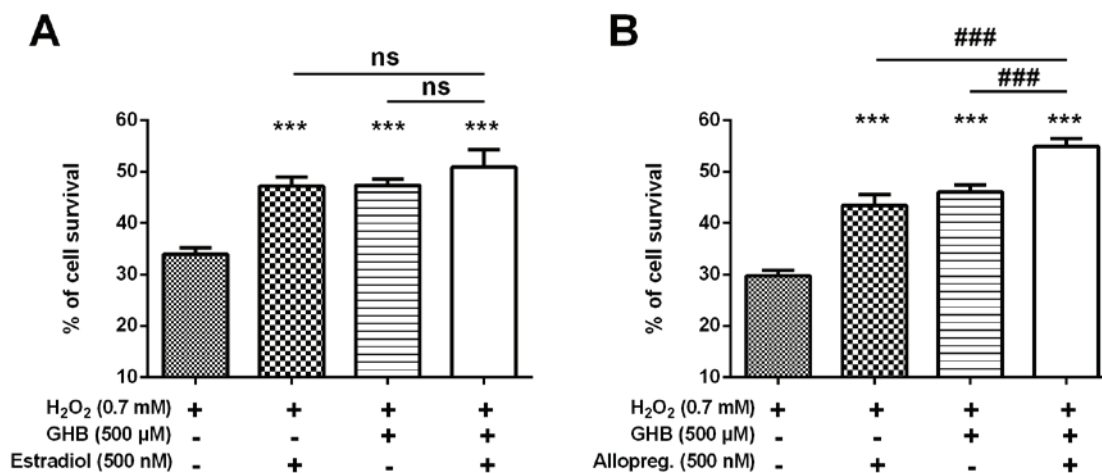 A
ns
ns
*** *** ***
60
50
40
30
20
10
% of cell survival
H₂O₂ (0.7 mM) + + + +
GHB (500 µM) - - + +
Estradiol (500 nM) - + - +
B
###
###
*** *** ***
60
50
40
30
20
10
% of cell survival
H₂O₂ (0.7 mM) + + + +
GHB (500 µM) - - + +
Allopreg. (500 nM) - + - +